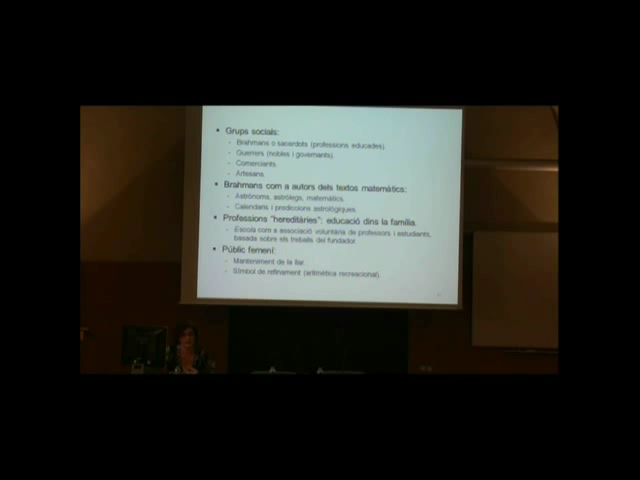 • Grups socials:
- Brahmans o sacerdots (professions educades).
- Guerrers (nobles i governants).
- Comerciants.
- Artesans.
• Brahmans com a autors dels textos matemàtics:
- Astrònoms, astròlegs, matemàtics.
- Calendaris i prediccions astrològiques.
• Professions "hereditàries": educació dins la família.
- Escola com a associació voluntària de professors i estudiants,
basada sobre els treballs del fundador.
• Públic femení:
- Manteniment de la llar.
- Símbol de refinament (aritmètica recreacional).